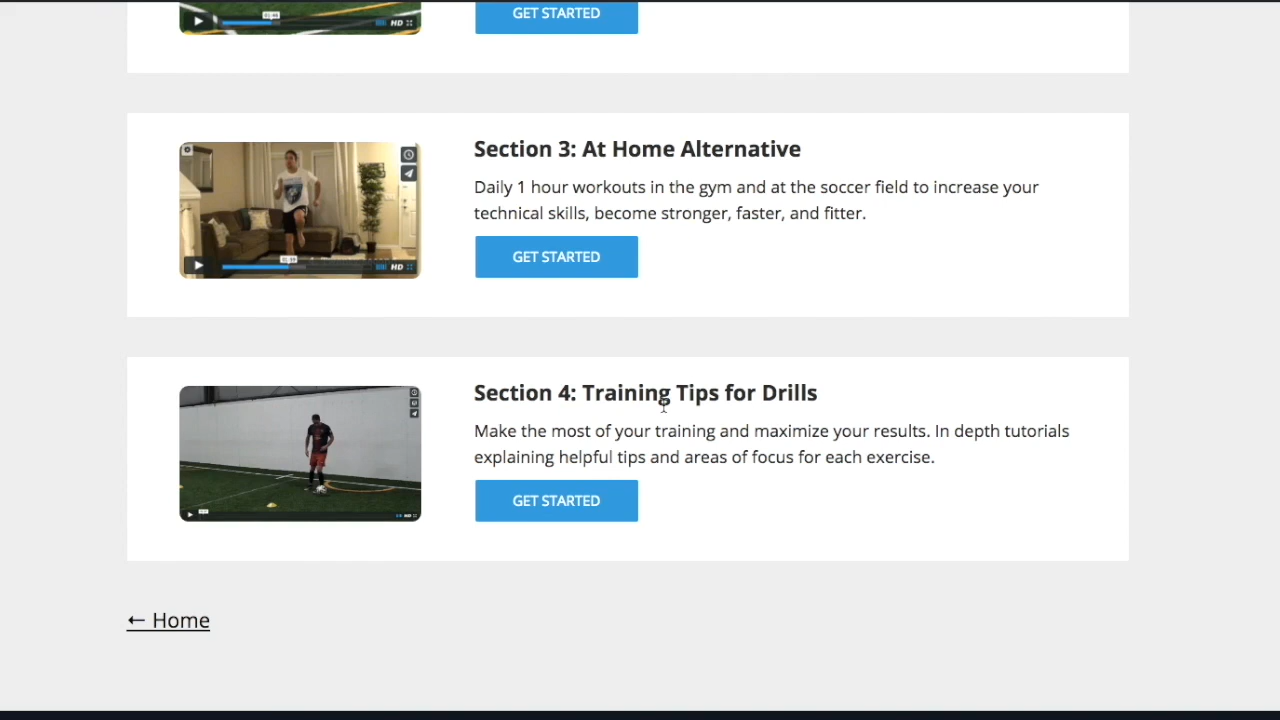 GET STARTED
HD
Section 3: At Home Alternative
Daily 1 hour workouts in the gym and at the soccer field to increase your
technical skills, become stronger, faster, and fitter.
GET STARTED
HD
Section 4: Training Tips for Drills
Make the most of your training and maximize your results. In depth tutorials
explaining helpful tips and areas of focus for each exercise.
GET STARTED
← Home